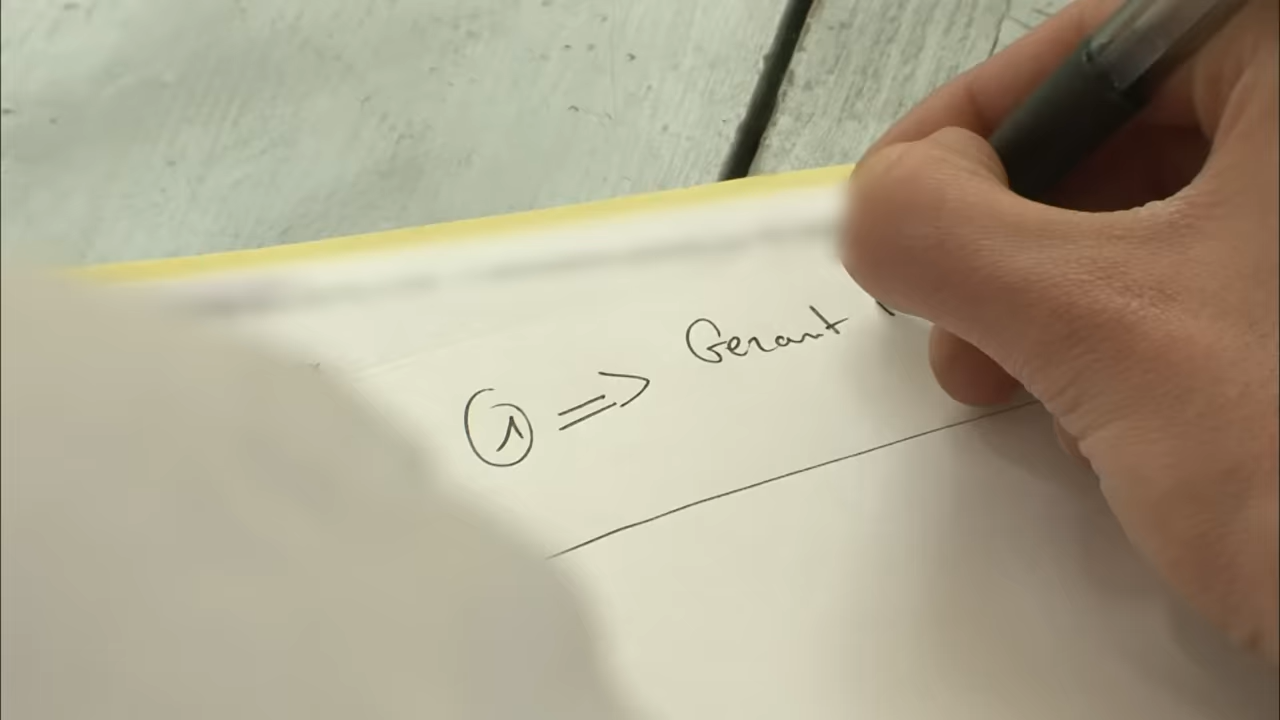 ① => Gerant